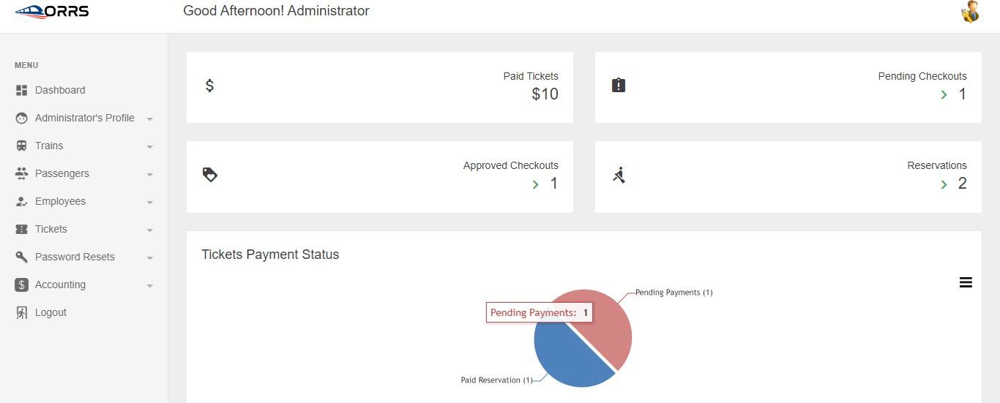 ORRS
Good Afternoon! Administrator
MENU
Dashboard
Administrator's Profile
Trains
Passengers
Employees
Tickets
Password Resets
$ Accounting
Logout
$
Paid Tickets
$10
Pending Checkouts
1
Approved Checkouts
1
Reservations
2
Tickets Payment Status
Pending Payments (1)
Pending Payments: 1
Paid Reservation (1)